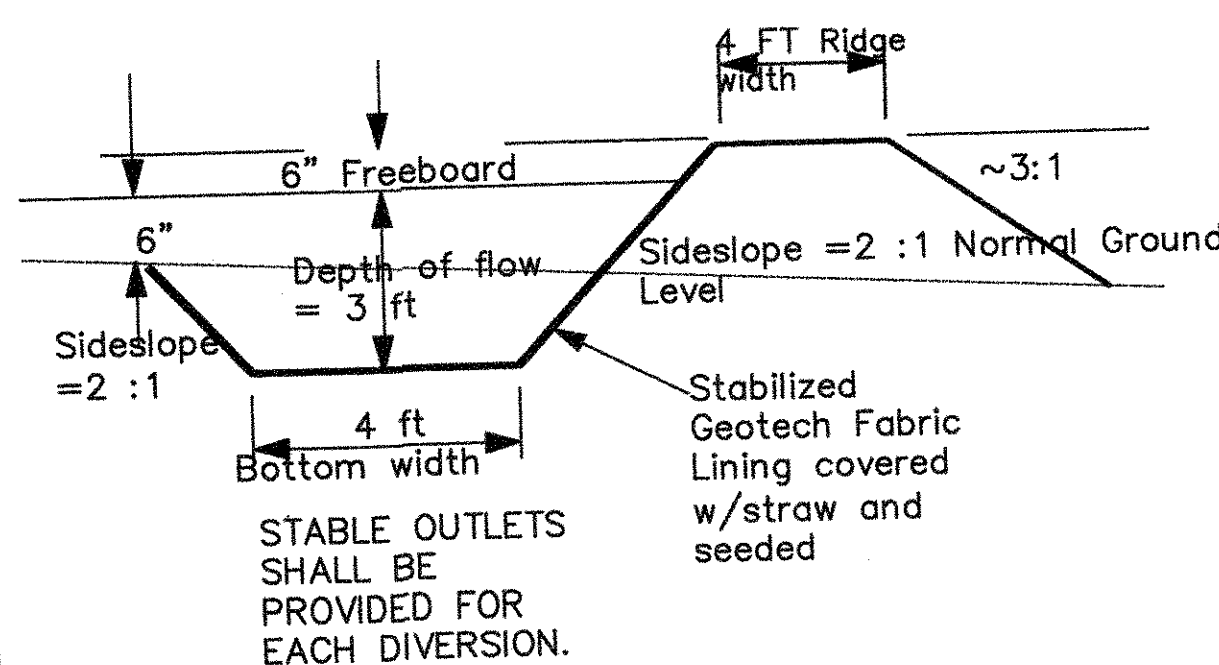 4 FT Ridge
width
6" Freeboard
~3:1
6"
Sideslope =2 :1 Normal Ground
Level
Depth of flow
= 3 ft
Sideslope
=2 :1
Stabilized
Geotech Fabric
Lining covered
w/straw and
seeded
4 ft
Bottom width
STABLE OUTLETS
SHALL BE
PROVIDED FOR
EACH DIVERSION.